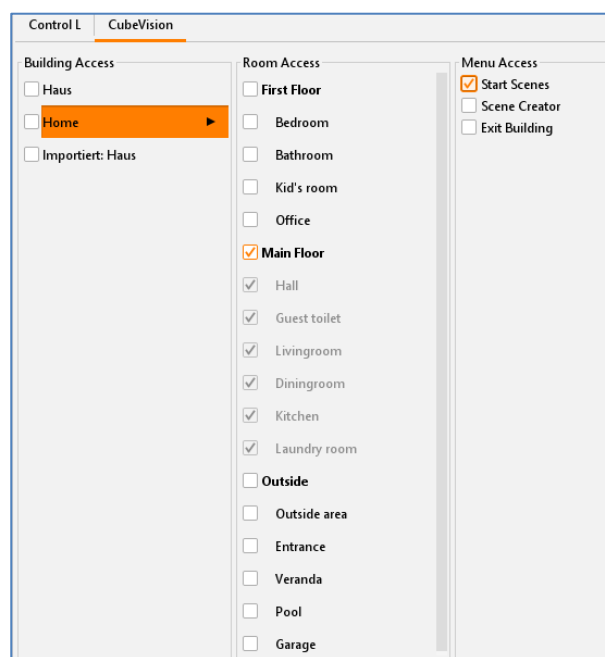 Control L
CubeVision
Building Access
Haus
Home
Importiert: Haus
Room Access
First Floor
Bedroom
Bathroom
Kid's room
Office
Main Floor
Hall
Guest toilet
Livingroom
Diningroom
Kitchen
Laundry room
Outside
Outside area
Entrance
Veranda
Pool
Garage
Menu Access
Start Scenes
Scene Creator
Exit Building